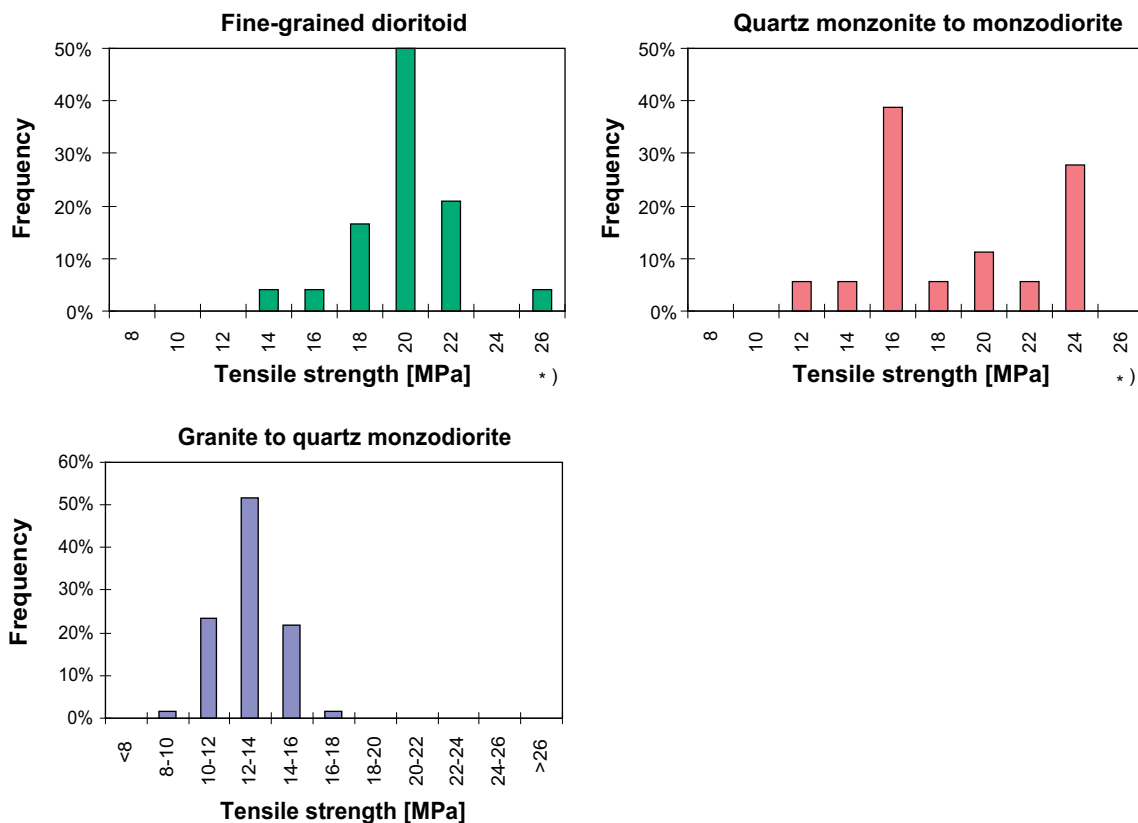 Fine-grained dioritoid
50%
40%
30%
20%
10%
0%
Frequency
8 10 12 14 16 18 20 22 24 26
Tensile strength [MPa] *)
Quartz monzonite to monzodiorite
50%
40%
30%
20%
10%
0%
Frequency
8 10 12 14 16 18 20 22 24 26
Tensile strength [MPa] *)
Granite to quartz monzodiorite
60%
50%
40%
30%
20%
10%
0%
Frequency
<8 8-10 10-12 12-14 14-16 16-18 18-20 20-22 22-24 24-26 >26
Tensile strength [MPa]